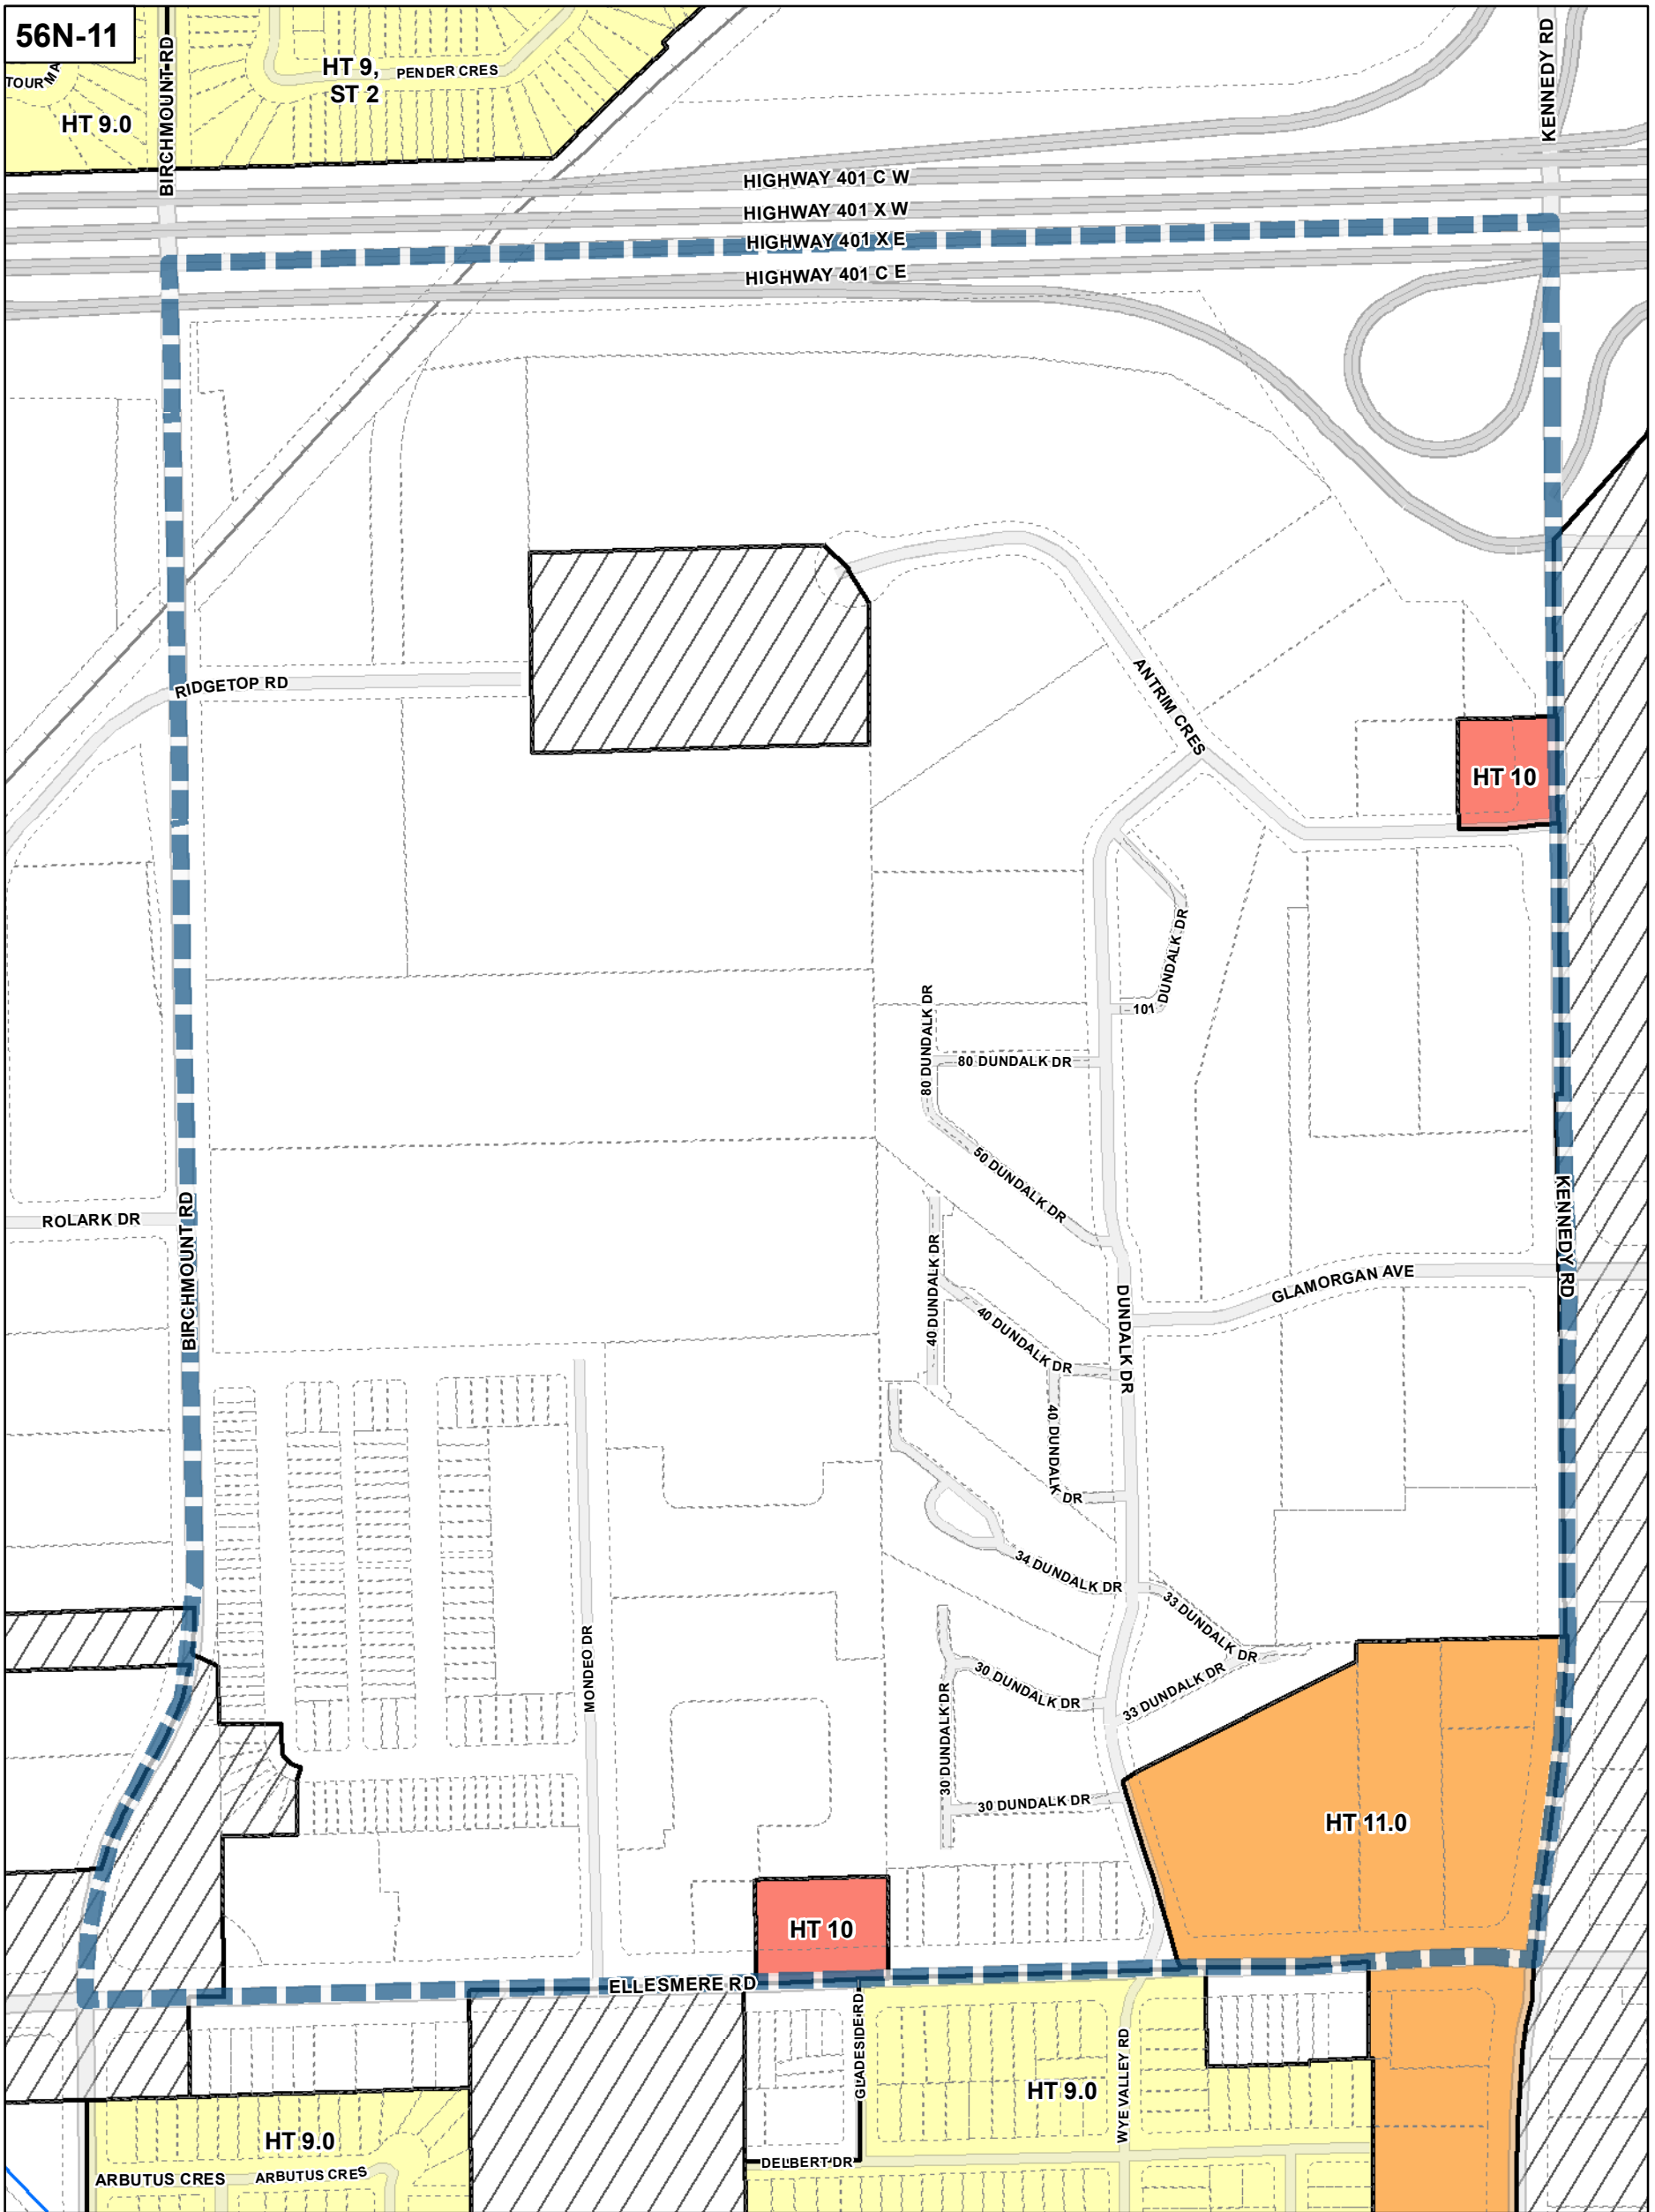 56N-11
BIRCHMOUNT RD
KENNEDY RD
TOUR
MA
HT 9,
ST 2
PENDER CRES
HT 9.0
HIGHWAY 401 C W
HIGHWAY 401 X W
HIGHWAY 401 X E
HIGHWAY 401 C E
RIDGETOP RD
ANTRIM CRES
HT 10
101
DUNDALK DR
80 DUNDALK DR
80 DUNDALK DR
50 DUNDALK DR
ROLARK DR
BIRCHMOUNT RD
KENNEDY RD
40 DUNDALK DR
40 DUNDALK DR
DUNDALK DR
GLAMORGAN AVE
40 DUNDALK DR
34 DUNDALK DR
33 DUNDALK DR
MONDEO DR
30 DUNDALK DR
33 DUNDALK DR
30 DUNDALK DR
30 DUNDALK DR
HT 11.0
HT 10
ELLESMERE RD
GLADESIDE RD
WYE VALLEY RD
HT 9.0
HT 9.0
DELBERT DR
ARBUTUS CRES
ARBUTUS CRES